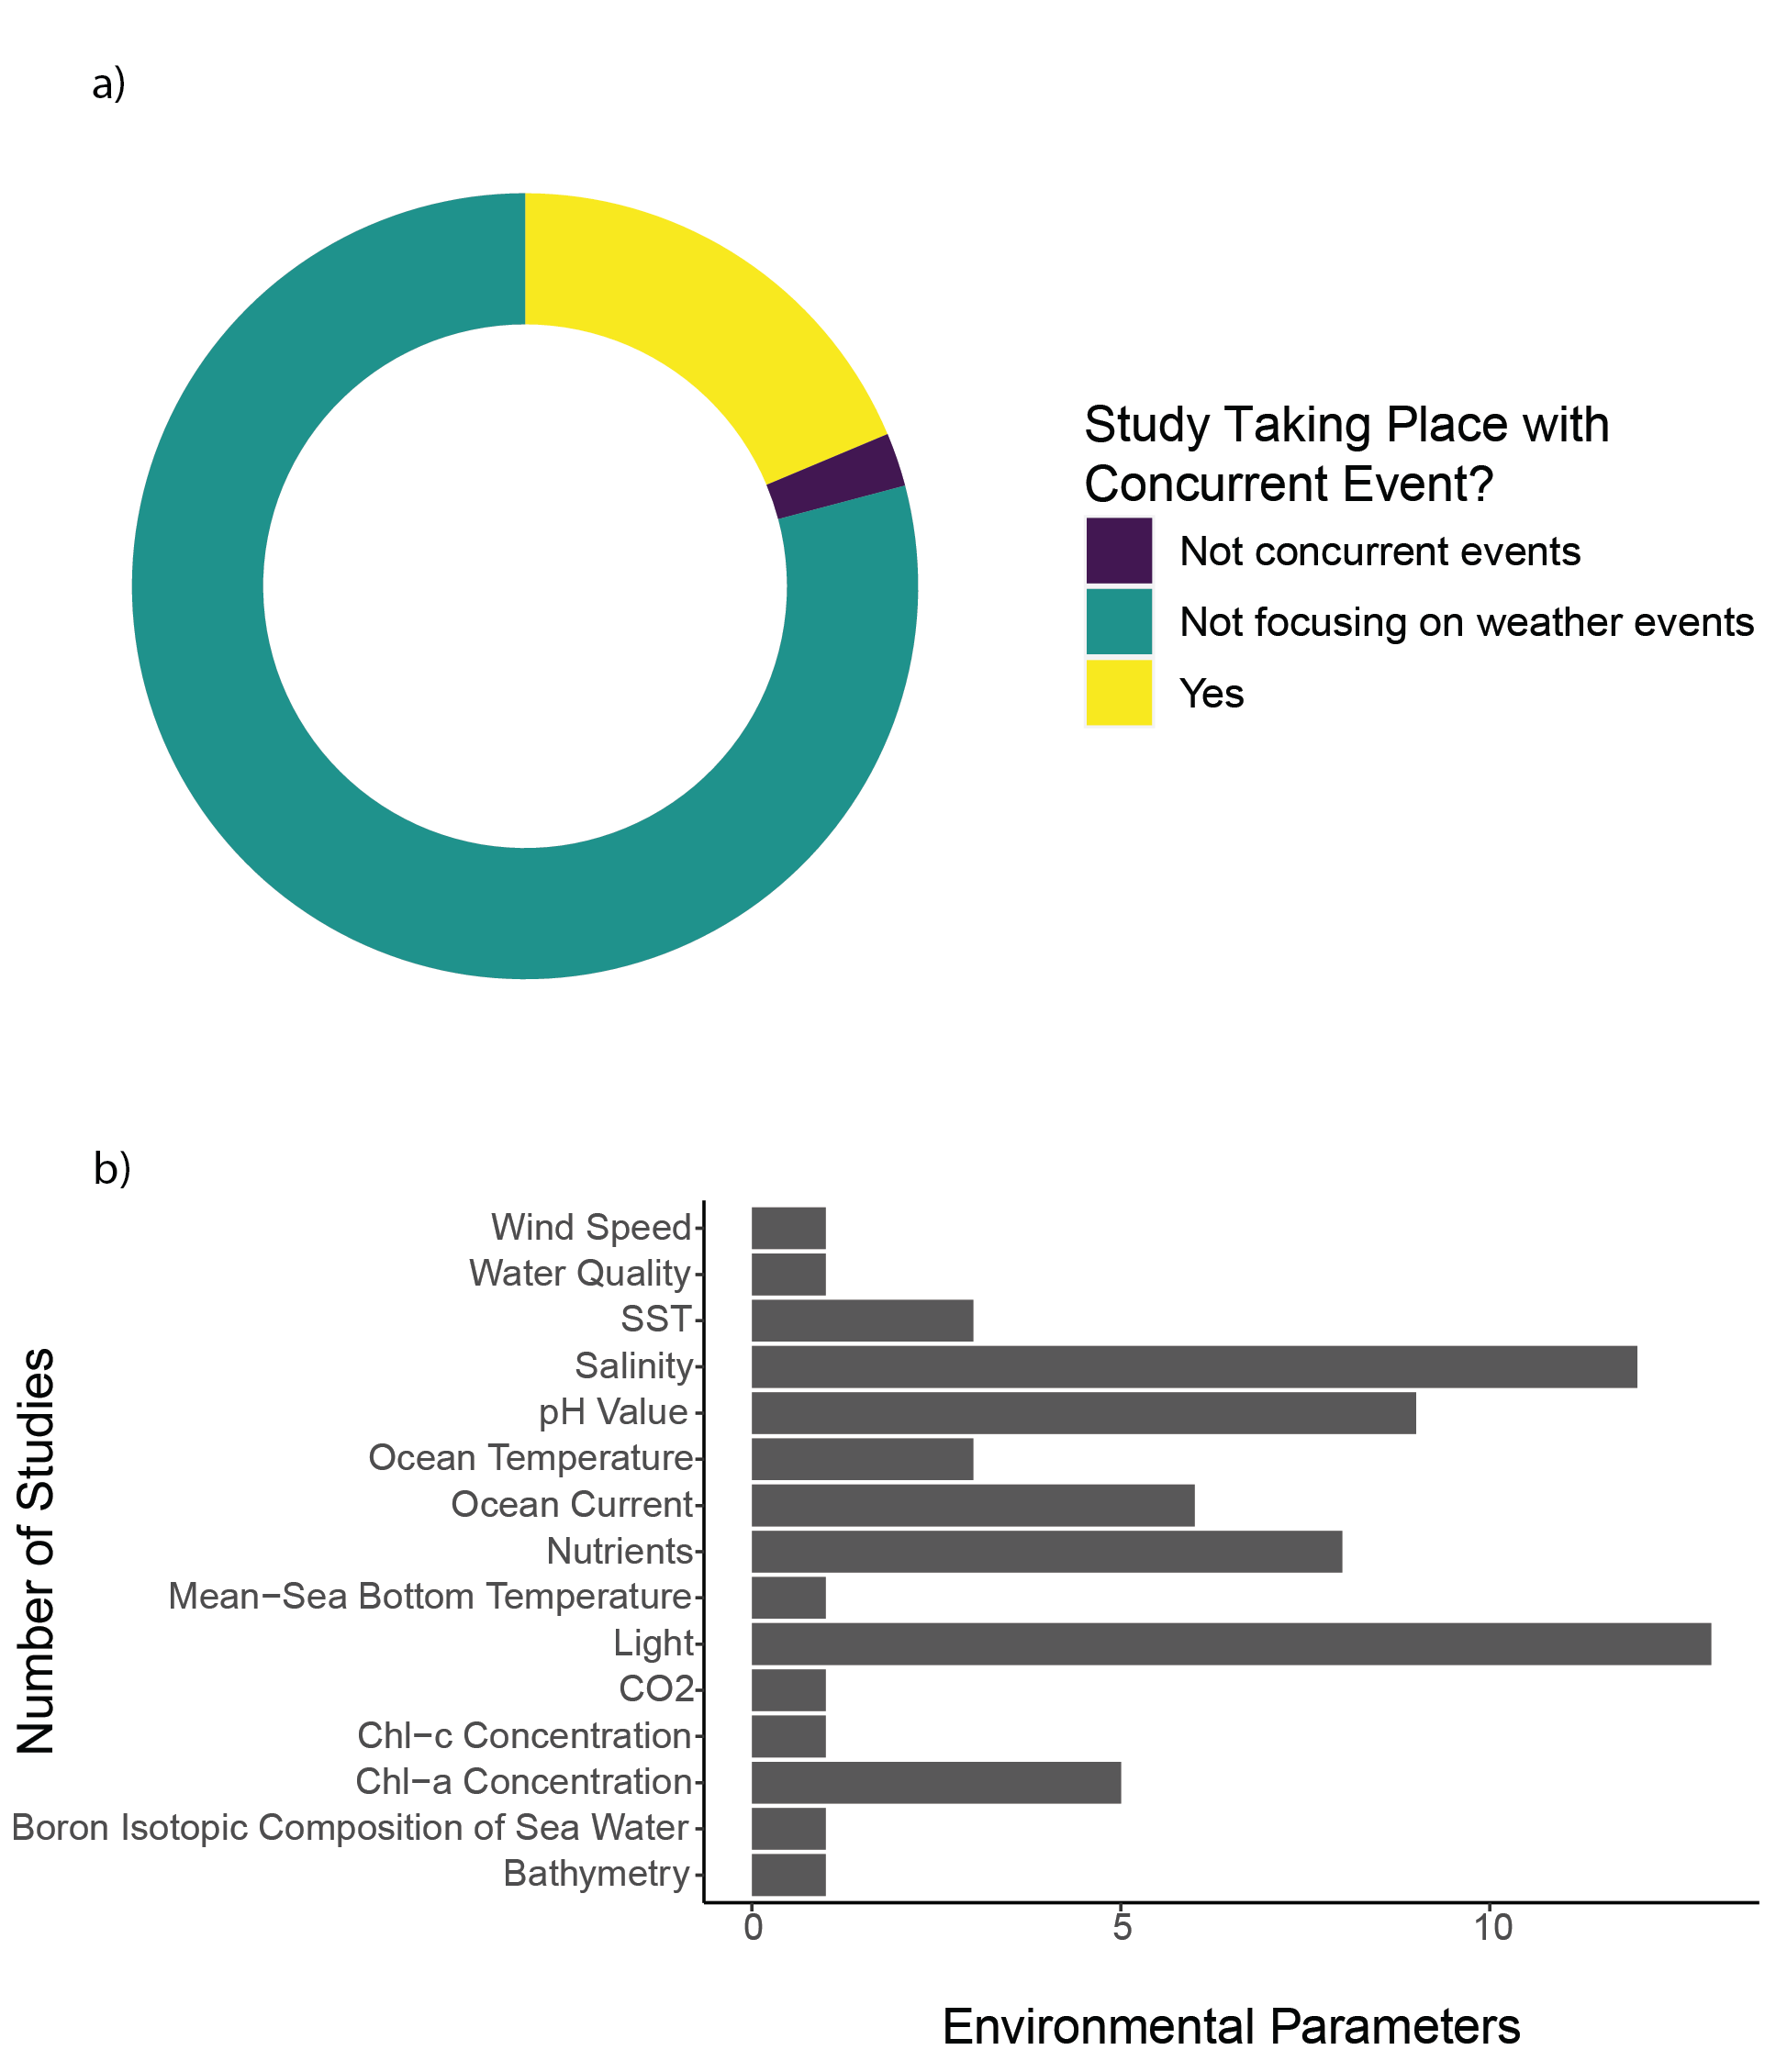 a)
Study Taking Place with
Concurrent Event?
Not concurrent events
Not focusing on weather events
Yes
b)
Number of Studies
Wind Speed
Water Quality
SST
Salinity
pH Value
Ocean Temperature
Ocean Current
Nutrients
Mean−Sea Bottom Temperature
Light
CO2
Chl−c Concentration
Chl−a Concentration
Boron Isotopic Composition of Sea Water
Bathymetry
0 5 10
Environmental Parameters